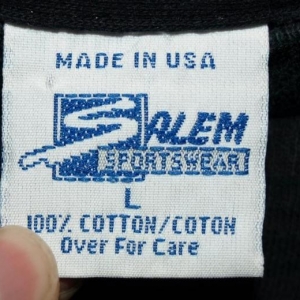 MADE IN USA
SALEM
SPORTSWEAR
L
100% COTTON/COTON
Over For Care